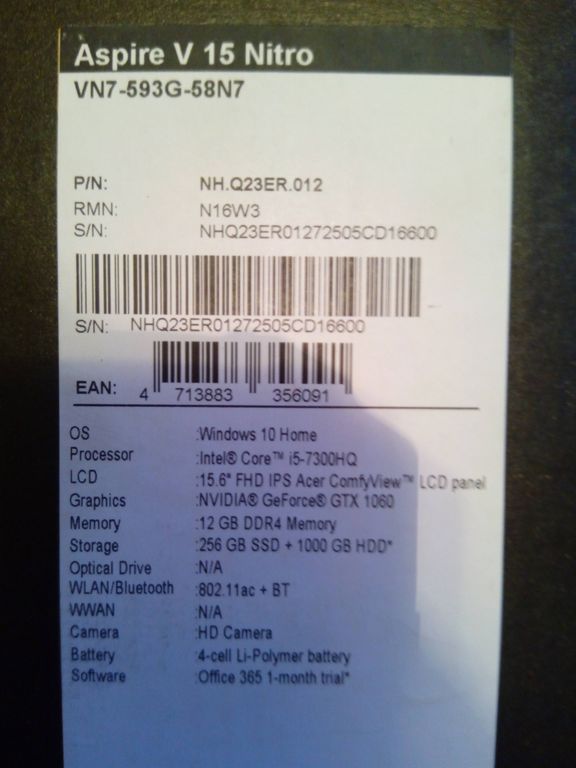 Aspire V 15 Nitro
VN7-593G-58N7
P/N: NH.Q23ER.012
RMN: N16W3
S/N: NHQ23ER01272505CD16600
S/N: NHQ23ER01272505CD16600
EAN: 4 713883 356091
OS :Windows 10 Home
Processor :Intel® Core™ i5-7300HQ
LCD :15.6" FHD IPS Acer ComfyView™ LCD panel
Graphics :NVIDIA® GeForce® GTX 1060
Memory :12 GB DDR4 Memory
Storage :256 GB SSD + 1000 GB HDD*
Optical Drive :N/A
WLAN/Bluetooth :802.11ac + BT
WWAN :N/A
Camera :HD Camera
Battery :4-cell Li-Polymer battery
Software :Office 365 1-month trial*